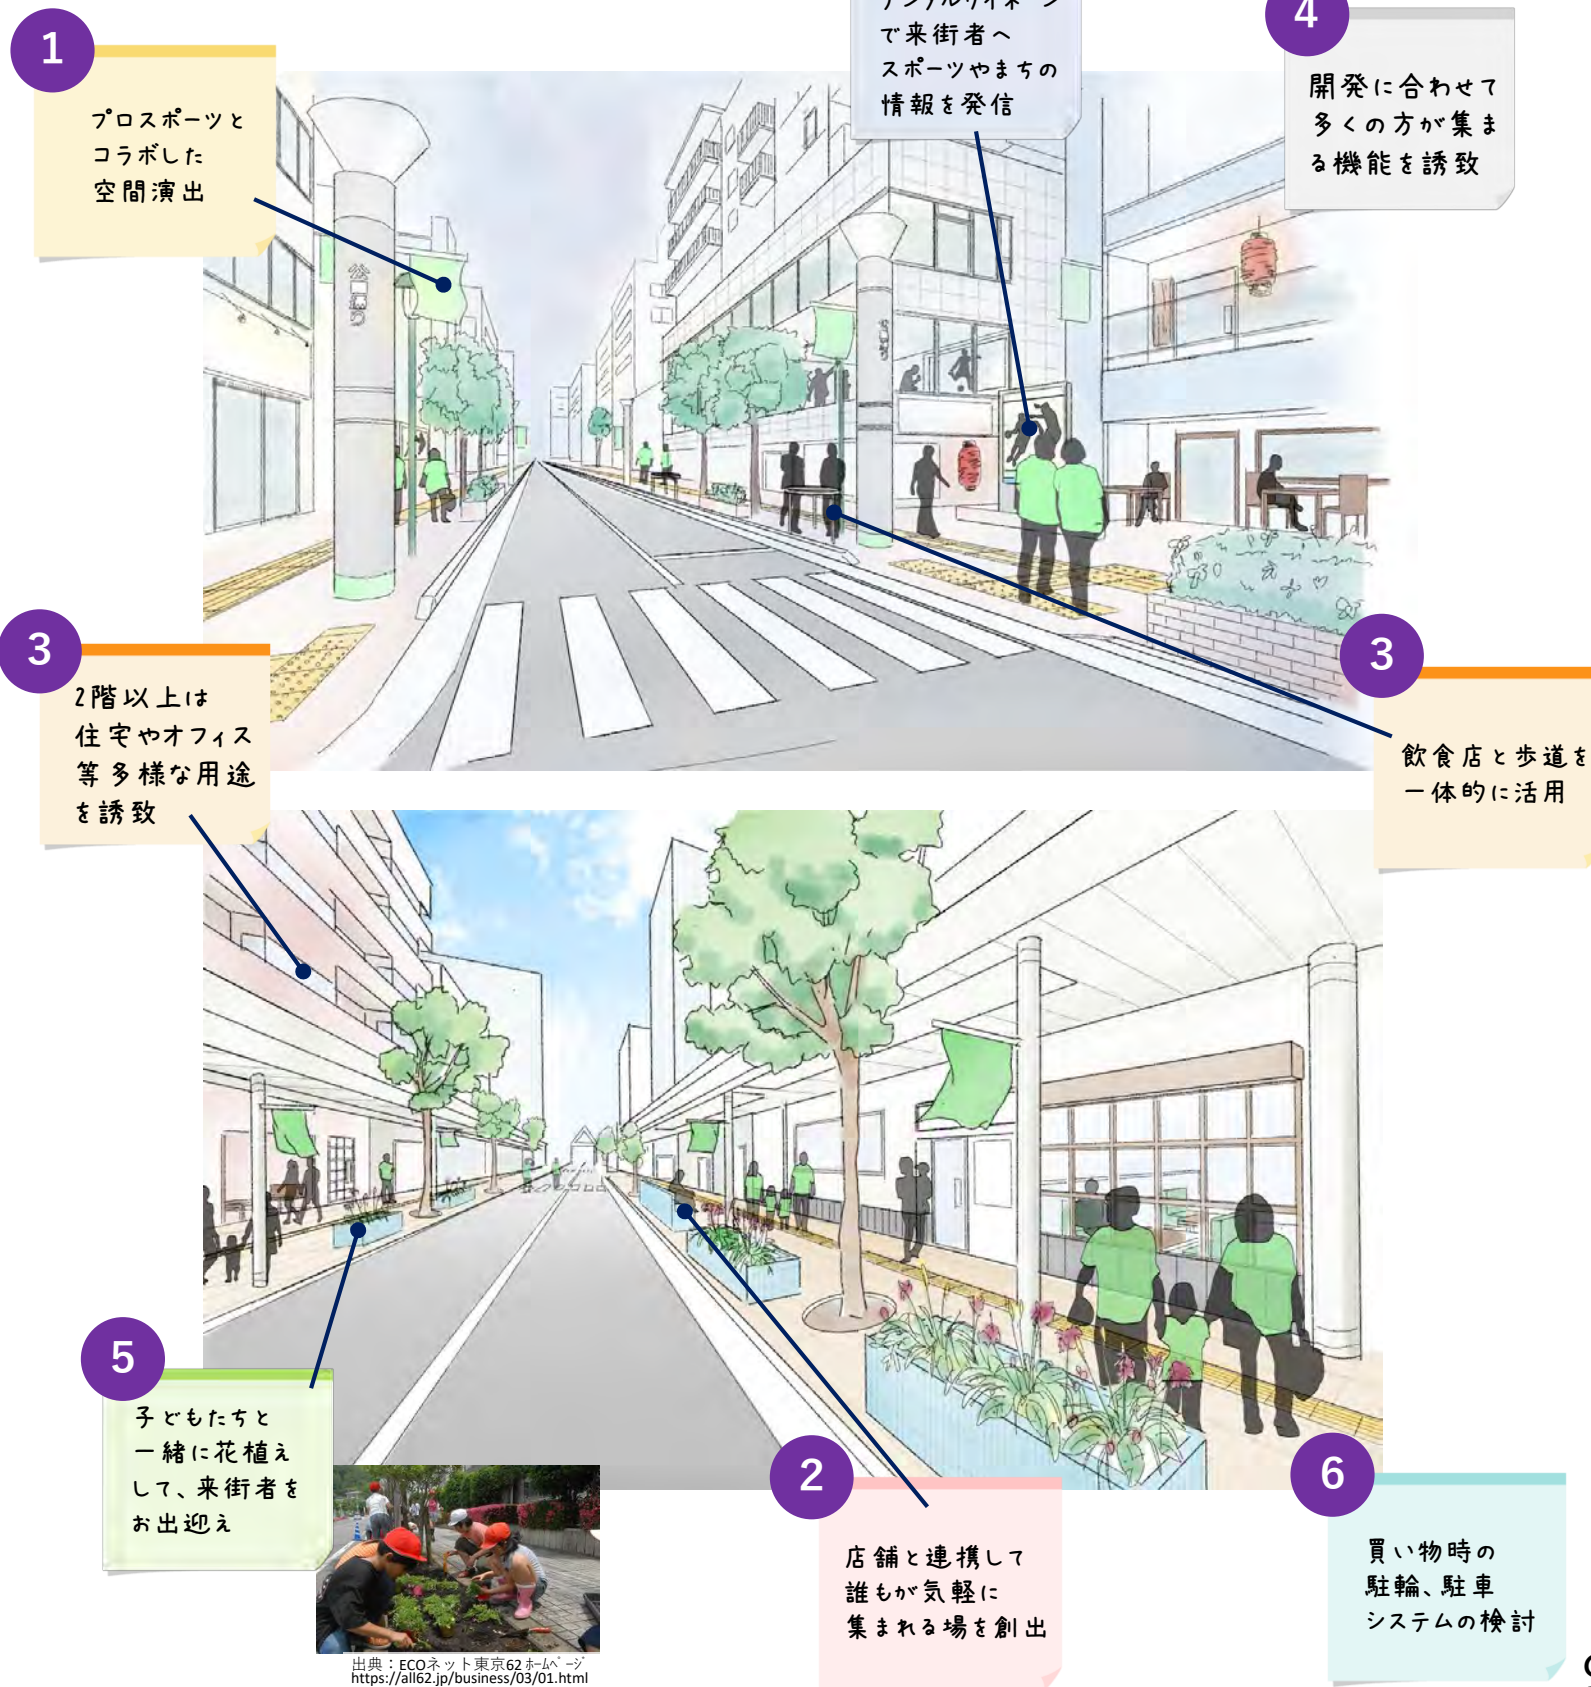 1
プロスポーツと
コラボした
空間演出
デジタルサイネージ
で来街者へ
スポーツやまちの
情報を発信
4
開発に合わせて
多くの方が集ま
る機能を誘致
3
2階以上は
住宅やオフィス
等多様な用途
を誘致
3
飲食店と歩道を
一体的に活用
5
子どもたちと
一緒に花植え
して、来街者を
お出迎え
2
店舗と連携して
誰もが気軽に
集まれる場を創出
6
買い物時の
駐輪、駐車
システムの検討
出典：ECOネット東京62ホームページ
https://all62.jp/business/03/01.html